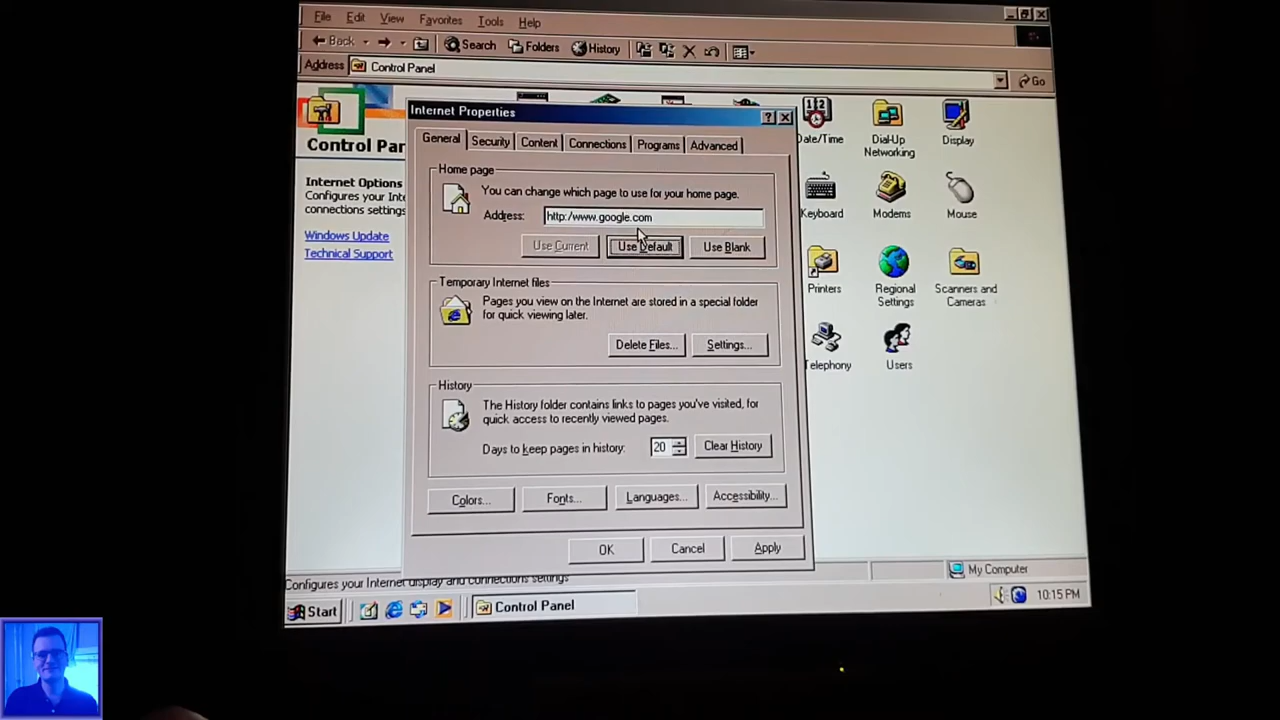 File Edit View Favorites Tools Help
Back Search Folders History
Address Control Panel Go
Internet Properties
Control Pan
Internet Options
Configures your Inte
connections settings
Windows Update
Technical Support
General Security Content Connections Programs Advanced
Home page
You can change which page to use for your home page.
Address: http:/www.google.com
Use Current Use Default Use Blank
Temporary Internet files
Pages you view on the Internet are stored in a special folder
for quick viewing later.
Delete Files... Settings...
History
The History folder contains links to pages you've visited, for
quick access to recently viewed pages.
Days to keep pages in history: 20 Clear History
Colors... Fonts... Languages... Accessibility...
OK Cancel Apply
Date/Time
Dial-Up
Networking
Display
Keyboard
Modems
Mouse
Printers
Regional
Settings
Scanners and
Cameras
Telephony
Users
Configures your Internet display and connections settings
My Computer
Start Control Panel 10:15 PM